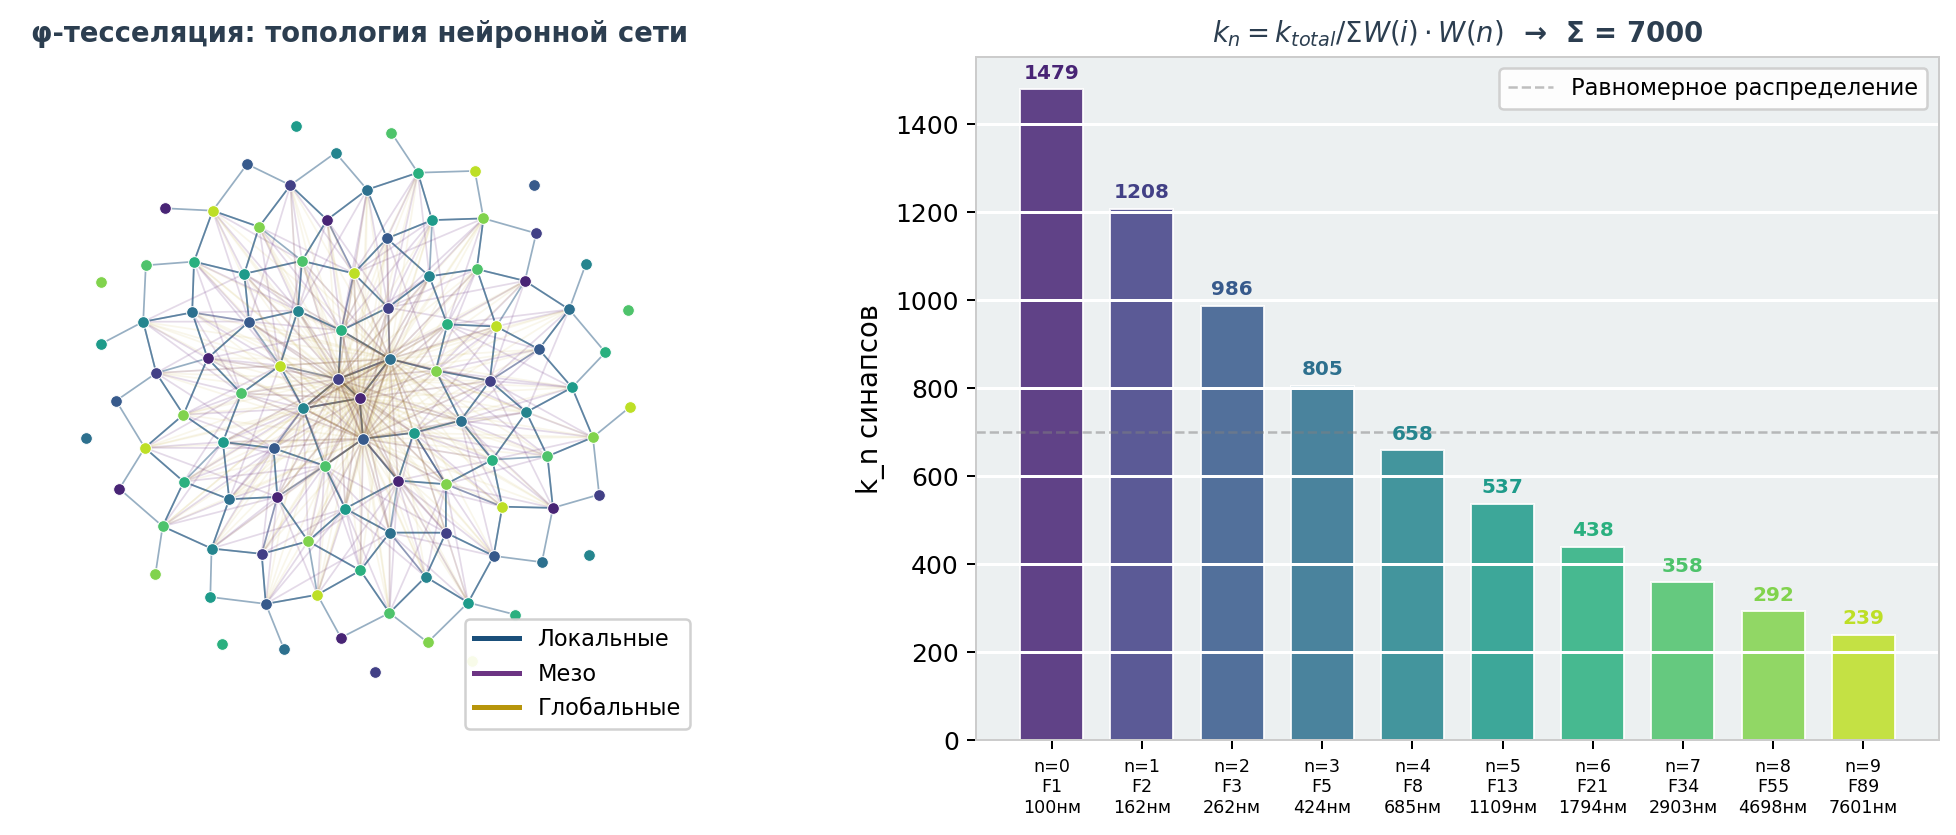 φ-тесселяция: топология нейронной сети
Локальные
Мезо
Глобальные
k_n = k_total/ΣW(i) · W(n) → Σ = 7000
Равномерное распределение
k_n синапсов
1400
1200
1000
800
600
400
200
0
1479
1208
986
805
658
537
438
358
292
239
n=0 n=1 n=2 n=3 n=4 n=5 n=6 n=7 n=8 n=9
F1 F2 F3 F5 F8 F13 F21 F34 F55 F89
100нм 162нм 262нм 424нм 685нм 1109нм 1794нм 2903нм 4698нм 7601нм